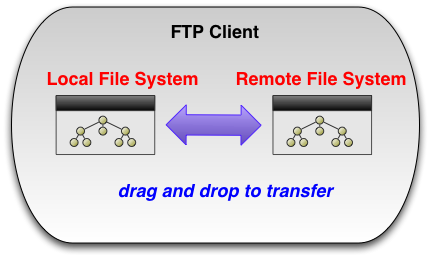 FTP Client
Local File System Remote File System
drag and drop to transfer